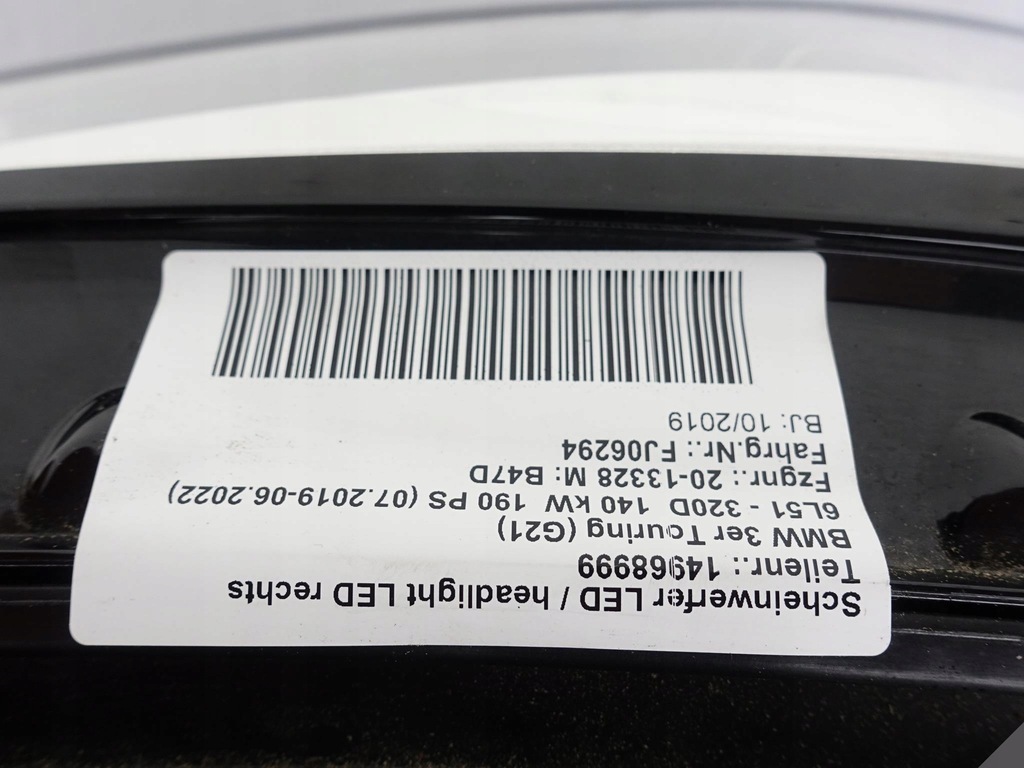 Scheinwerfer LED / headlight LED rechts
Teilenr.: 14968999
BMW 3er Touring (G21)
6L51 - 320D 140 kW 190 PS (07.2019-06.2022)
Fzgnr.: 20-13328 M: B47D
Fahrg.Nr.: FJ06294
BJ: 10/2019